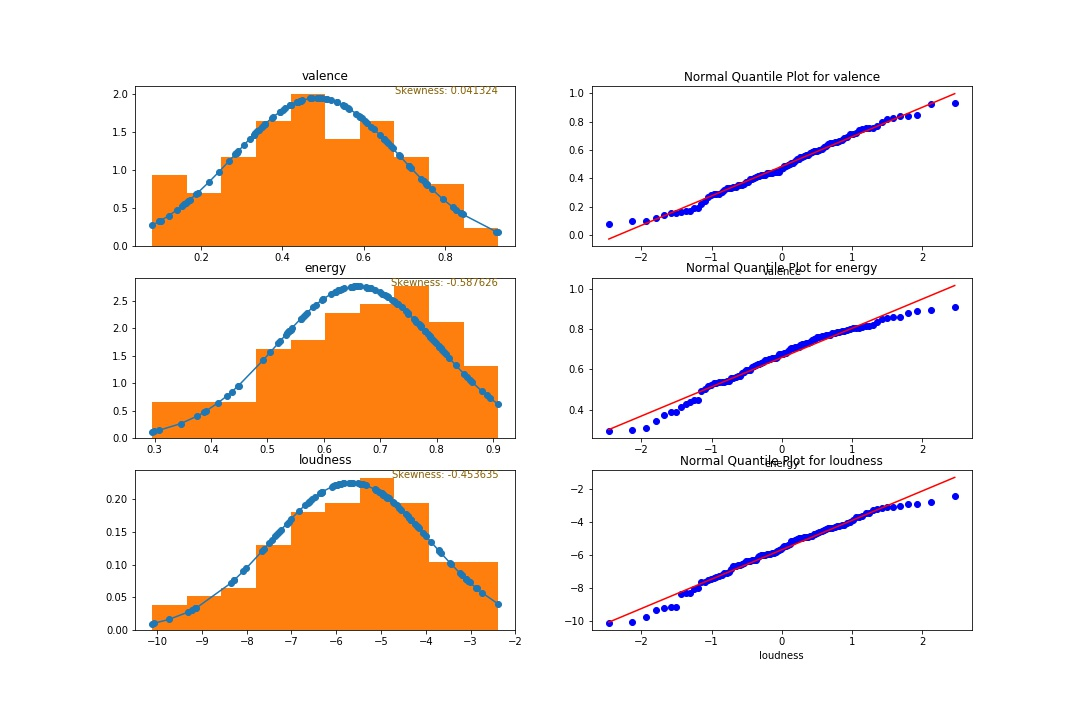 valence
Skewness: 0.041324
2.0
1.5
1.0
0.5
0.0
0.2 0.4 0.6 0.8
Normal Quantile Plot for valence
1.0
0.8
0.6
0.4
0.2
0.0
−2 −1 0 1 2
valence
energy
Skewness: -0.587626
2.5
2.0
1.5
1.0
0.5
0.0
0.3 0.4 0.5 0.6 0.7 0.8 0.9
Normal Quantile Plot for energy
1.0
0.8
0.6
0.4
−2 −1 0 1 2
energy
loudness
Skewness: -0.453635
0.20
0.15
0.10
0.05
0.00
−10 −9 −8 −7 −6 −5 −4 −3 −2
Normal Quantile Plot for loudness
−2
−4
−6
−8
−10
−2 −1 0 1 2
loudness